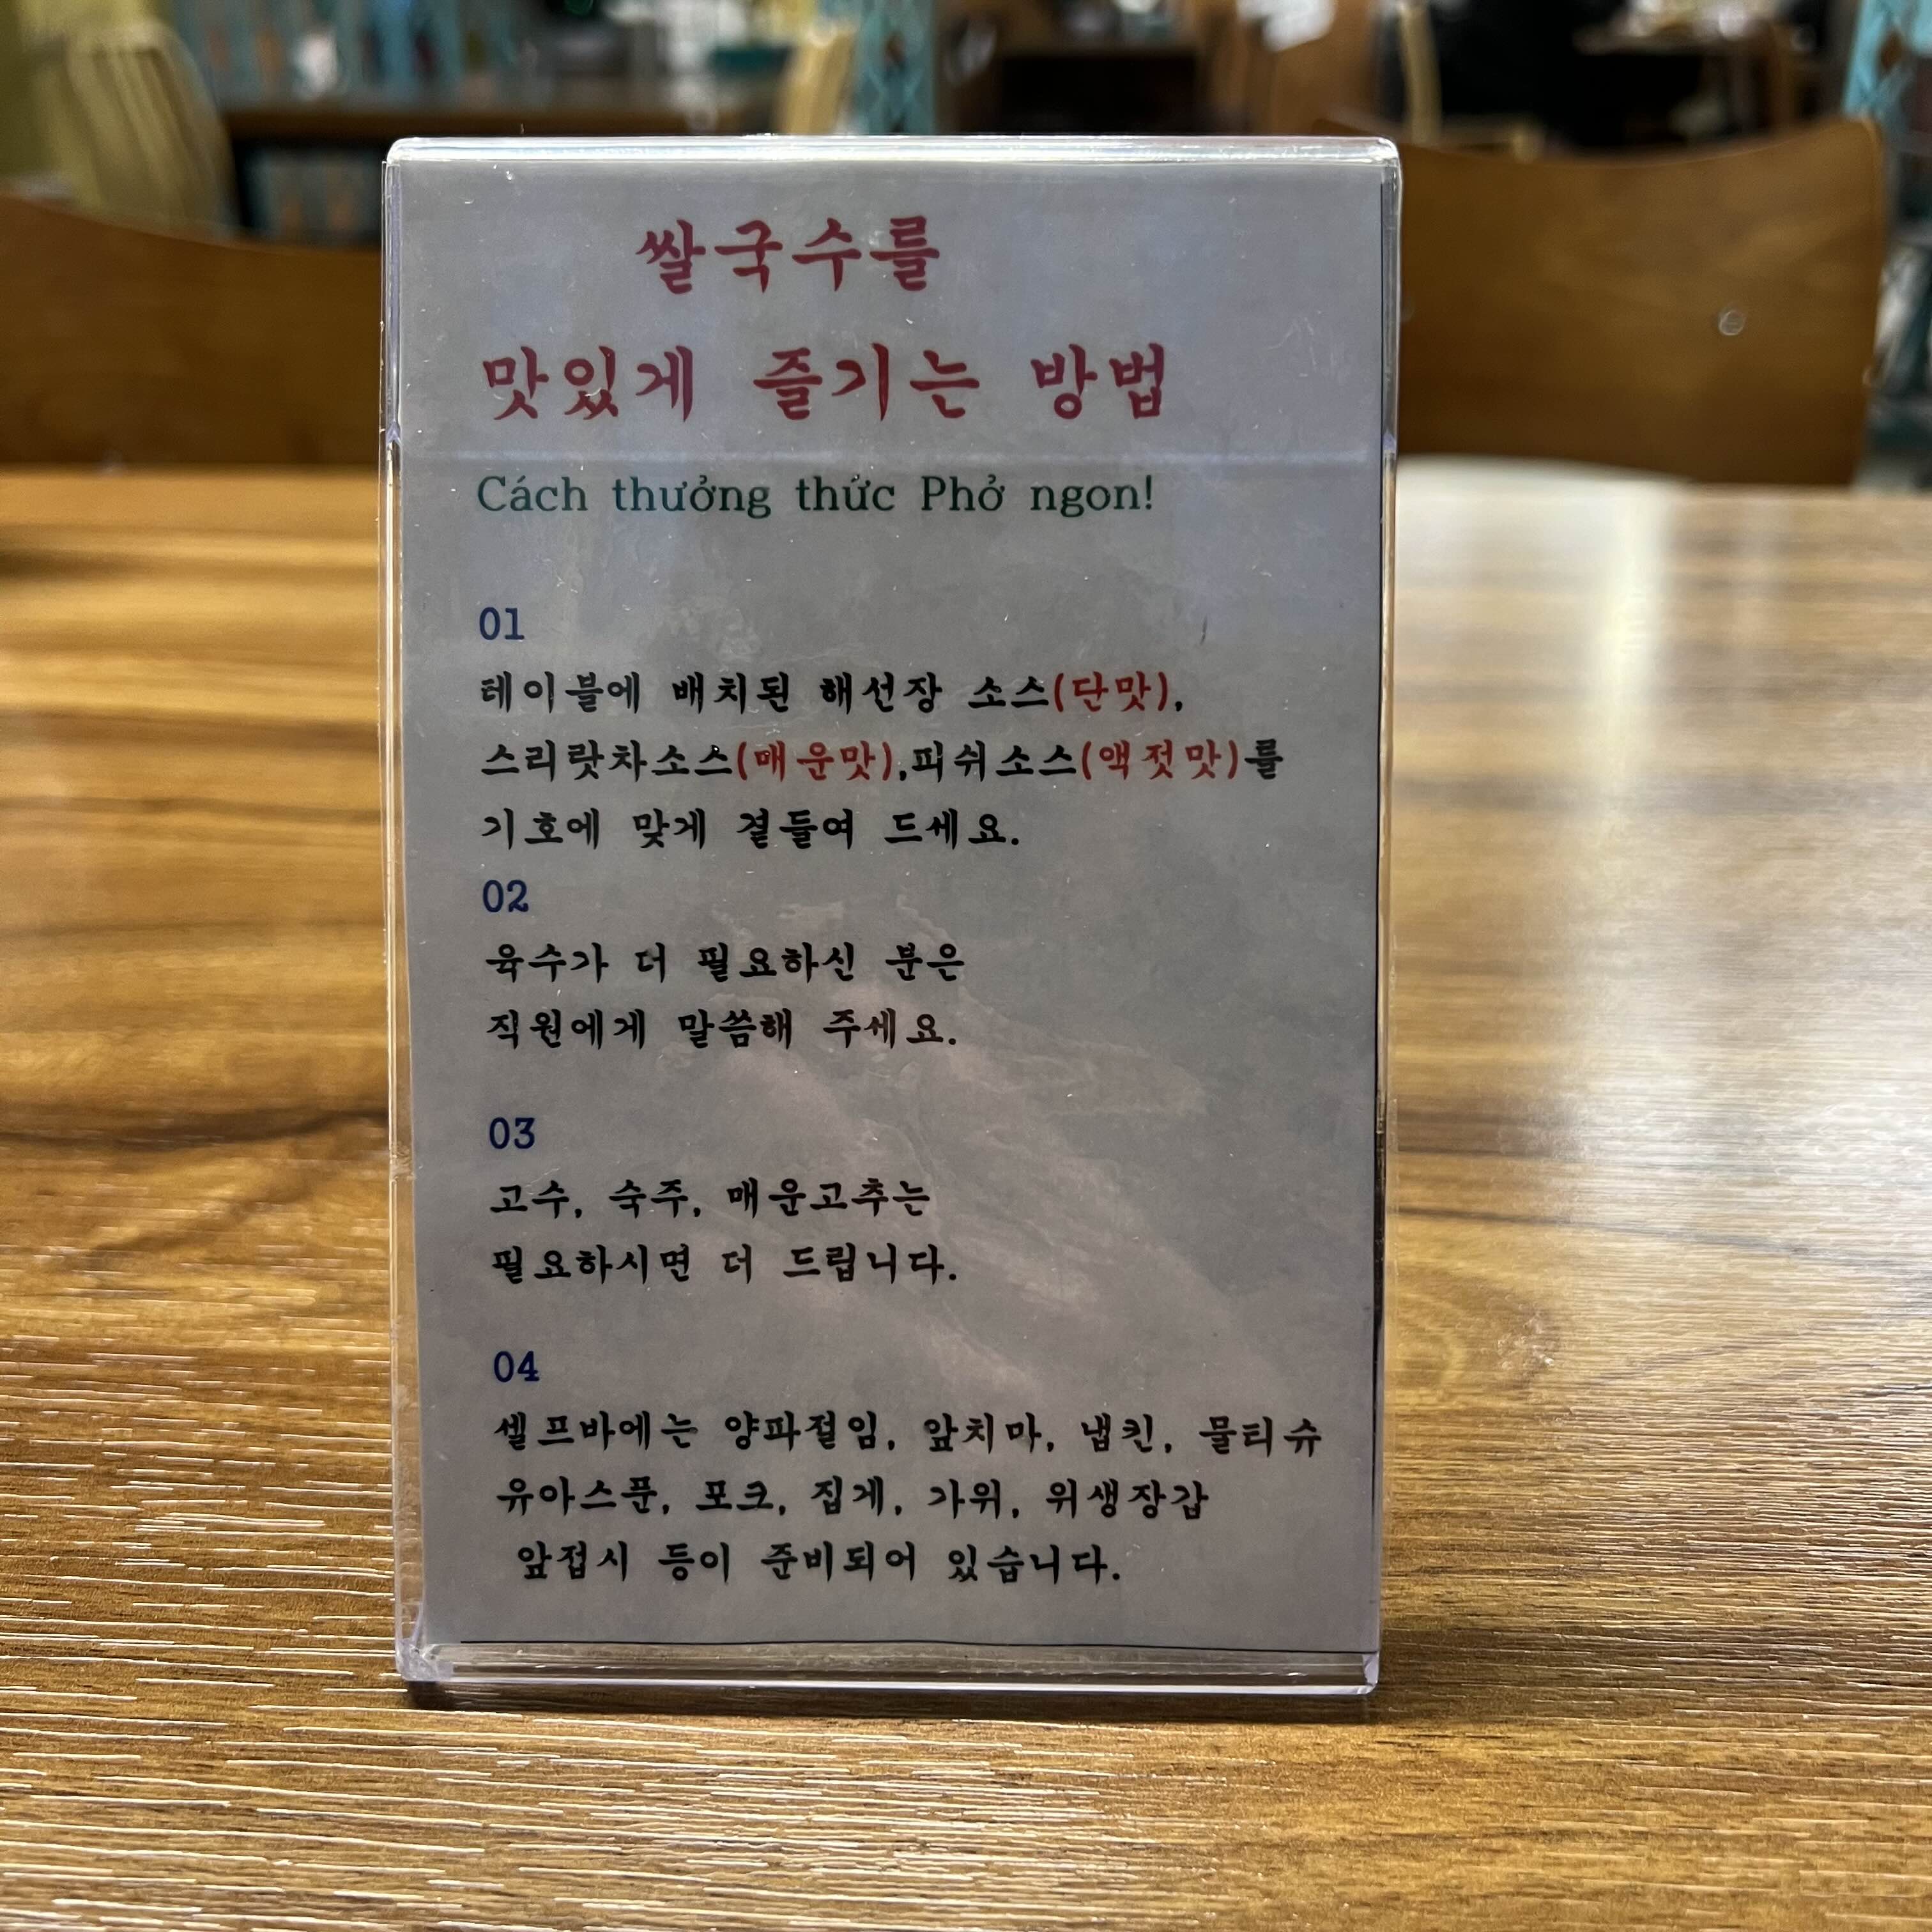 쌀국수를
맛있게 즐기는 방법
Cách thưởng thức Phở ngon!
01
테이블에 배치된 해선장 소스(단맛),
스리랏차소스(매운맛),피쉬소스(액젓맛)를
기호에 맞게 곁들여 드세요.
02
육수가 더 필요하신 분은
직원에게 말씀해 주세요.
03
고수, 숙주, 매운고추는
필요하시면 더 드립니다.
04
셀프바에는 양파절임, 앞치마, 냅킨, 물티슈
유아스푼, 포크, 집게, 가위, 위생장갑
앞접시 등이 준비되어 있습니다.